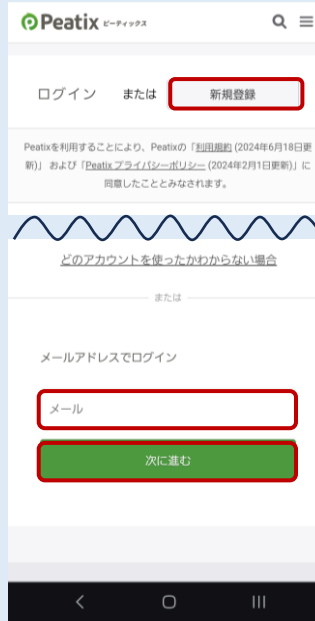 Peatix ピーティックス
ログイン または 新規登録
Peatixを利用することにより、Peatixの「利用規約 (2024年6月18日更
新)」 および 「Peatix プライバシーポリシー (2024年2月1日更新)」に
同意したこととみなされます。
どのアカウントを使ったかわからない場合
または
メールアドレスでログイン
メール
次に進む